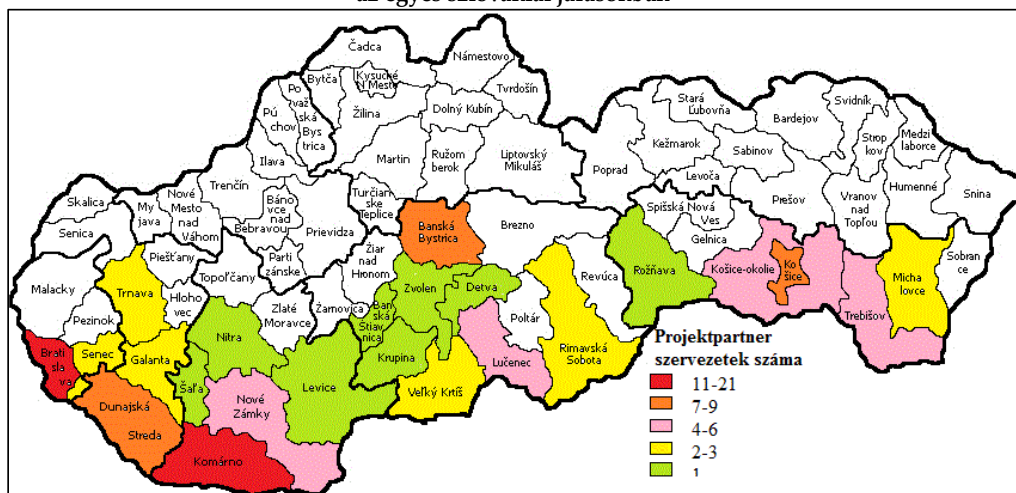 az egyes szlovákiai járásokban
Čadca
Námestovo
Bytča
Kysucké
N Mesto
Tvrdošín
Po
važ
ská
Bys
trica
Pú
chov
Žilina
Dolný Kubín
Stará
Ľubovňa
Bardejov
Svidník
Strop
kov
Medzi
laborce
Kežmarok
Sabinov
Ilava
Martin
Ružom
berok
Liptovský
Mikuláš
Poprad
Levoča
Humenné
Snina
Trenčín
Turčian-
ske
Teplice
Prešov
Vranov
nad
Topľou
Skalica
My
java
Nové
Mesto
nad
Váhom
Báno
vce nad
Bebravou
Prievidza
Spišská
Nová
Ves
Senica
Banská
Bystrica
Brezno
Gelnica
Piešťany
Parti
zánske
Žiar
nad
Hronom
Revúca
Rožňava
Košice-okolie
Ko
šice
Micha
lovce
Sobran
ce
Malacky
Trnava
Hloho
vec
Topoľčany
Zlaté
Moravce
Žarnovica
Ban
ská
Štiav
nica
Zvolen
Detva
Poltár
Trebišov
Pezinok
Nitra
Krupina
Lučenec
Rimavská
Sobota
Brati
sla
va
Senec
Galanta
Šaľa
Levice
Veľký Krtíš
Dunajská
Streda
Nové
Zámky
Komárno
Projektpartner
szervezetek száma
11-21
7-9
4-6
2-3
1